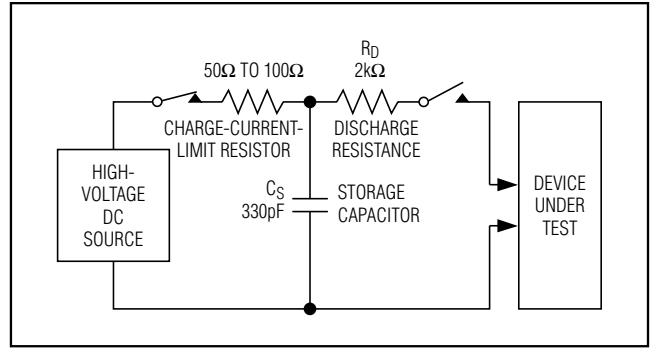 R_D
50Ω TO 100Ω
2kΩ
CHARGE-CURRENT-
LIMIT RESISTOR
DISCHARGE
RESISTANCE
HIGH-
VOLTAGE
DC
SOURCE
C_S
330pF
STORAGE
CAPACITOR
DEVICE
UNDER
TEST